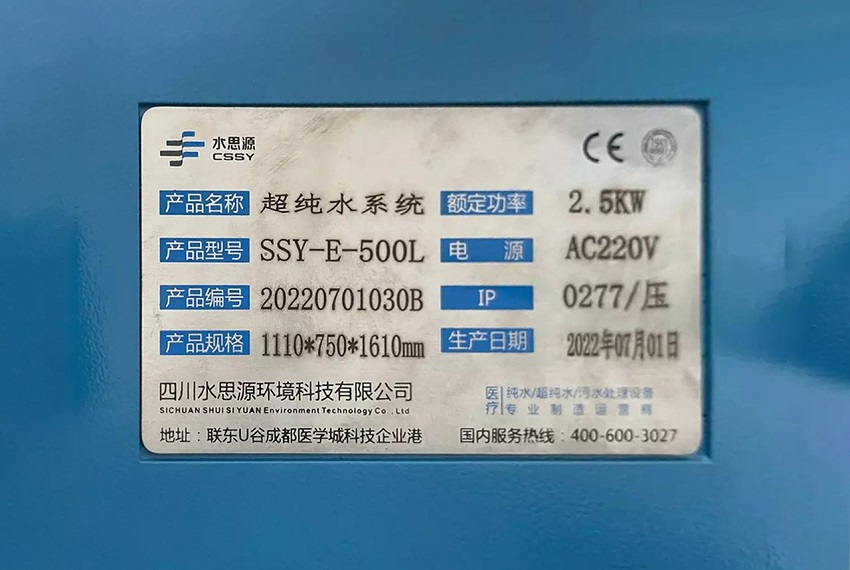 水思源
CSSY
CE
产品名称 超纯水系统 额定功率 2.5KW
产品型号 SSY-E-500L 电 源 AC220V
产品编号 20220701030B IP 0277/压
产品规格 1110*750*1610mm 生产日期 2022年07月01日
四川水思源环境科技有限公司
SICHUAN SHUI SI YUAN Environment Technology Co., Ltd
医疗 纯水/超纯水/污水处理设备
专业制造运营商
地址：联东U谷成都医学城科技企业港 国内服务热线：400-600-3027